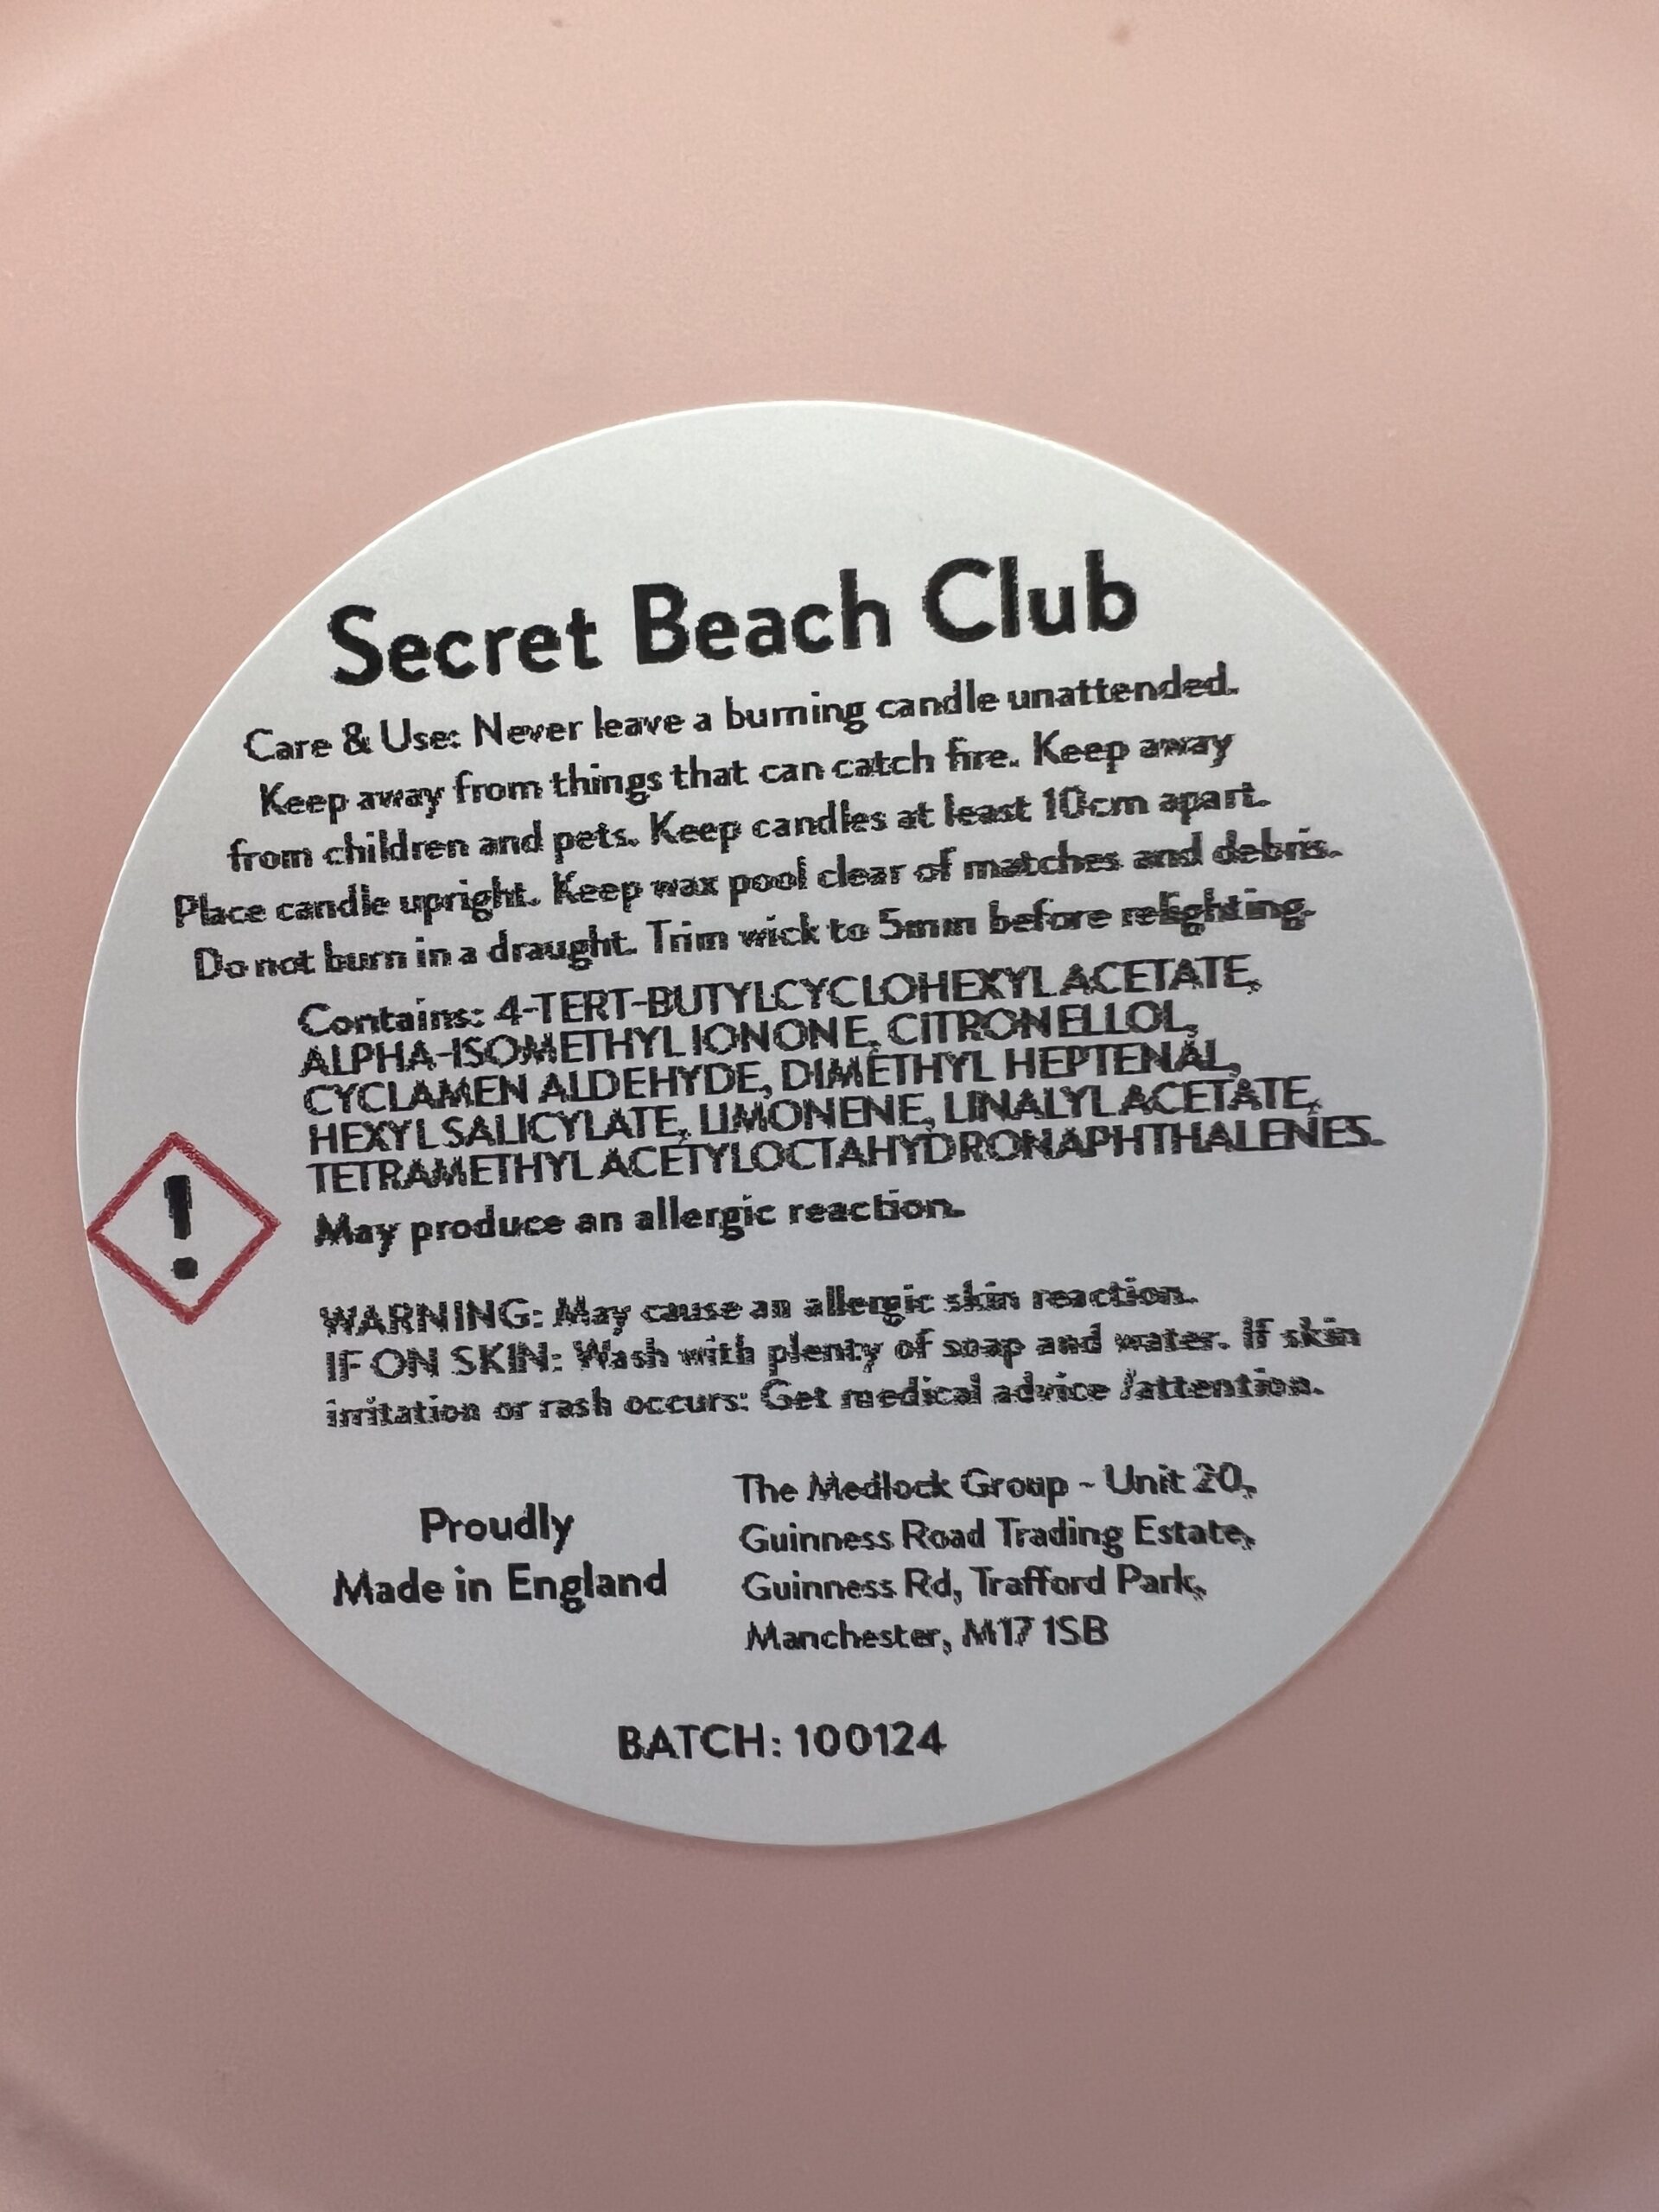 Secret Beach Club
Care & Use: Never leave a burning candle unattended.
Keep away from things that can catch fire. Keep away
from children and pets. Keep candles at least 10cm apart.
Place candle upright. Keep wax pool clear of matches and debris.
Do not burn in a draught. Trim wick to 5mm before relighting.
Contains: 4-TERT-BUTYLCYCLOHEXYL ACETATE,
ALPHA-ISOMETHYL IONONE, CITRONELLOL,
CYCLAMEN ALDEHYDE, DIMETHYL HEPTENAL,
HEXYL SALICYLATE, LIMONENE, LINALYL ACETATE,
TETRAMETHYL ACETYLOCTAHYDRONAPHTHALENES.
May produce an allergic reaction.
WARNING: May cause an allergic skin reaction.
IF ON SKIN: Wash with plenty of soap and water. If skin
irritation or rash occurs: Get medical advice /attention.
Proudly
Made in England
The Medlock Group - Unit 20,
Guinness Road Trading Estate,
Guinness Rd, Trafford Park,
Manchester, M17 1SB
BATCH: 100124